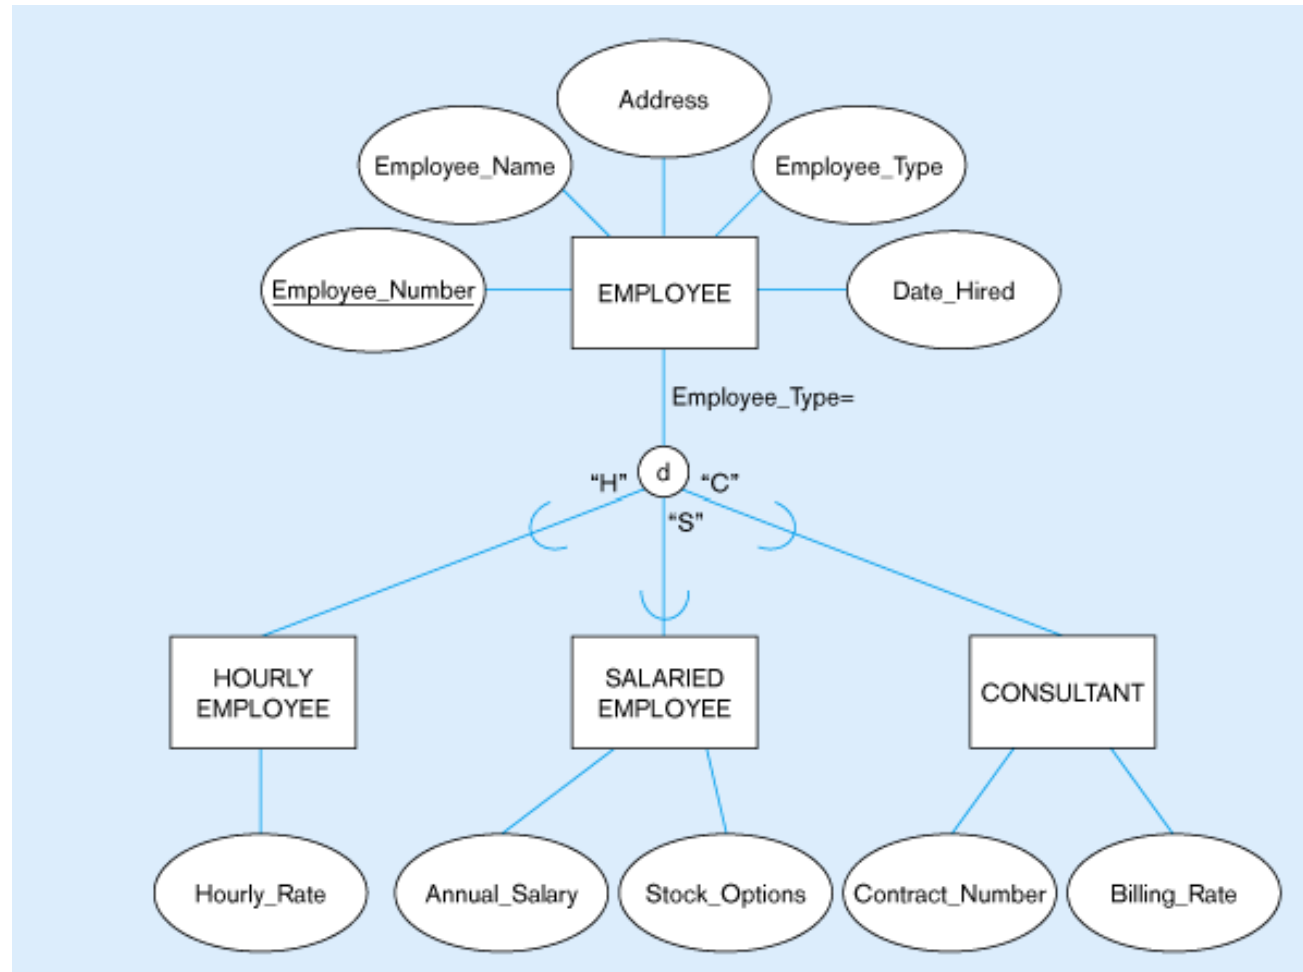 Address
Employee_Name
Employee_Type
Employee_Number
EMPLOYEE
Date_Hired
Employee_Type=
“H”
d
“C”
“S”
HOURLY
EMPLOYEE
SALARIED
EMPLOYEE
CONSULTANT
Hourly_Rate
Annual_Salary
Stock_Options
Contract_Number
Billing_Rate